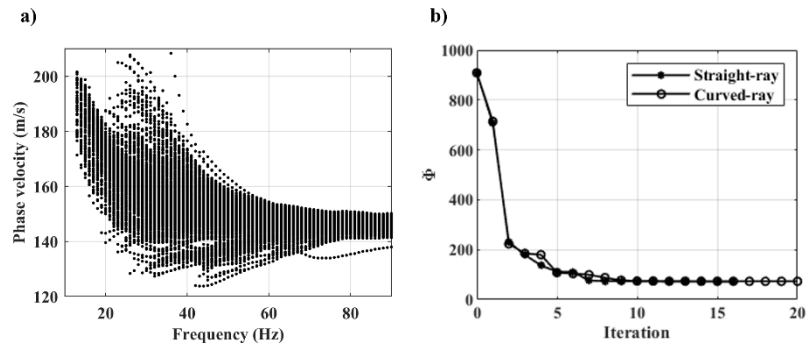 a)
200
180
160
140
120
Phase velocity (m/s)
20
40
60
80
Frequency (Hz)
b)
1000
800
600
400
200
0
Φ
0
5
10
15
20
Iteration
Straight-ray
Curved-ray